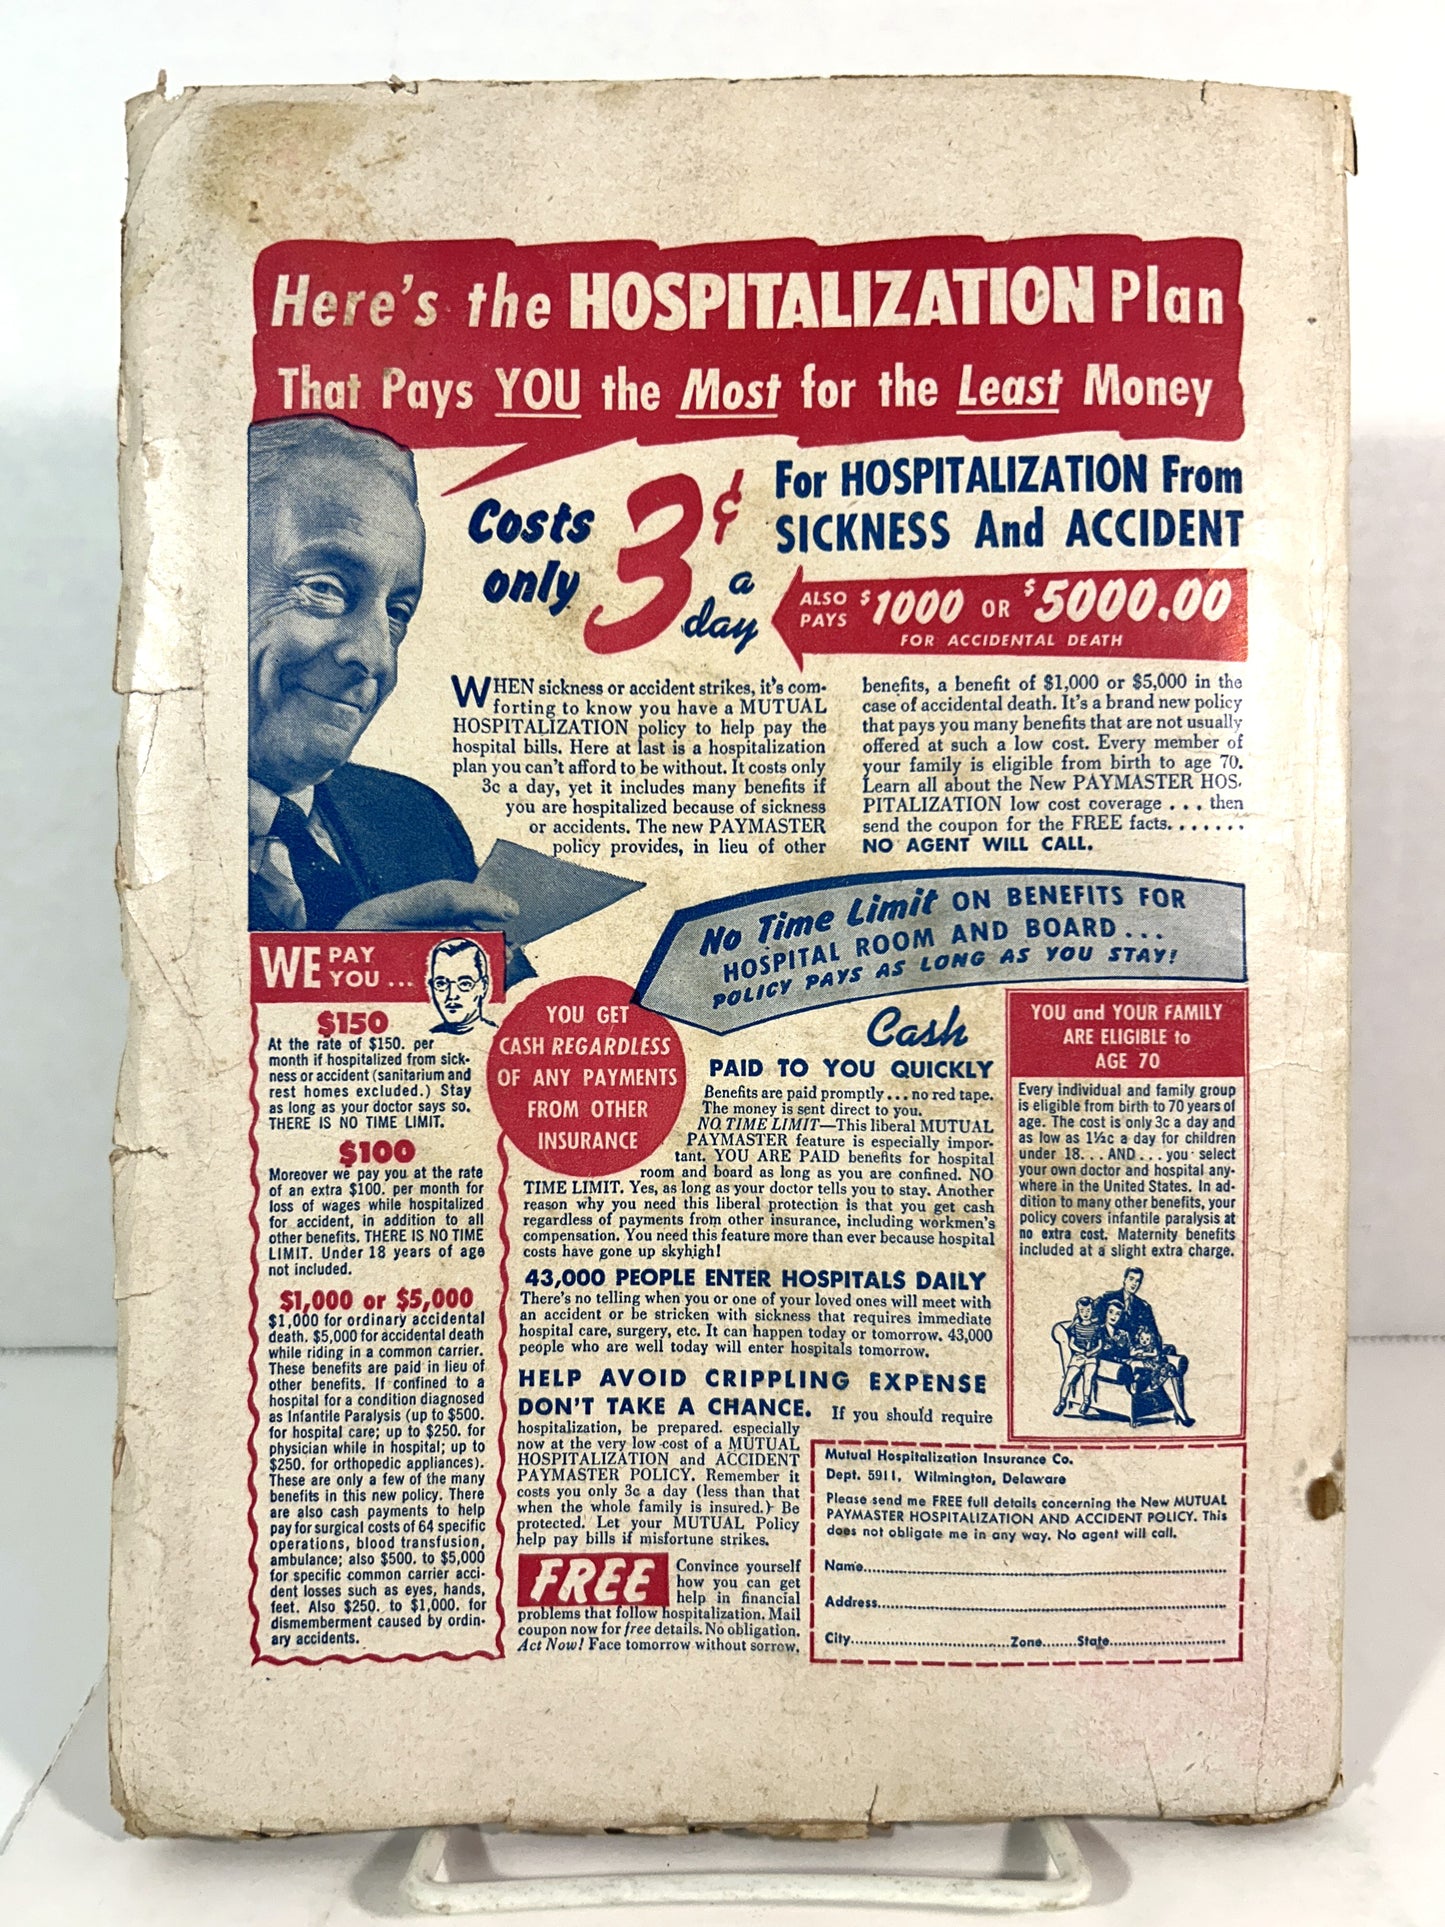 Here's the HOSPITALIZATION Plan
That Pays YOU the Most for the Least Money
Costs
only
3¢
a
day
For HOSPITALIZATION From
SICKNESS And ACCIDENT
ALSO
PAYS
$1000 OR $5000.00
FOR ACCIDENTAL DEATH
WHEN sickness or accident strikes, it's com-
forting to know you have a MUTUAL
HOSPITALIZATION policy to help pay the
hospital bills. Here at last is a hospitalization
plan you can't afford to be without. It costs only
3c a day, yet it includes many benefits if
you are hospitalized because of sickness
or accidents. The new PAYMASTER
policy provides, in lieu of other
benefits, a benefit of $1,000 or $5,000 in the
case of accidental death. It's a brand new policy
that pays you many benefits that are not usually
offered at such a low cost. Every member of
your family is eligible from birth to age 70.
Learn all about the New PAYMASTER HOS-
PITALIZATION low cost coverage . . . then
send the coupon for the FREE facts. . . . . . .
NO AGENT WILL CALL.
No Time Limit ON BENEFITS FOR
HOSPITAL ROOM AND BOARD . . .
POLICY PAYS AS LONG AS YOU STAY!
WE PAY
YOU ...
$150
At the rate of $150. per
month if hospitalized from sick-
ness or accident (sanitarium and
rest homes excluded.) Stay
as long as your doctor says so.
THERE IS NO TIME LIMIT.
$100
Moreover we pay you at the rate
of an extra $100. per month for
loss of wages while hospitalized
for accident, in addition to all
other benefits. THERE IS NO TIME
LIMIT. Under 18 years of age
not included.
$1,000 or $5,000
$1,000 for ordinary accidental
death. $5,000 for accidental death
while riding in a common carrier.
These benefits are paid in lieu of
other benefits. If confined to a
hospital for a condition diagnosed
as Infantile Paralysis (up to $500.
for hospital care; up to $250. for
physician while in hospital; up to
$250. for orthopedic appliances).
These are only a few of the many
benefits in this new policy. There
are also cash payments to help
pay for surgical costs of 64 specific
operations, blood transfusion,
ambulance; also $500. to $5,000
for specific common carrier acci-
dent losses such as eyes, hands,
feet. Also $250. to $1,000. for
dismemberment caused by ordin-
ary accidents.
YOU GET
CASH REGARDLESS
OF ANY PAYMENTS
FROM OTHER
INSURANCE
Cash
PAID TO YOU QUICKLY
Benefits are paid promptly . . . no red tape.
The money is sent direct to you.
NO TIME LIMIT—This liberal MUTUAL
PAYMASTER feature is especially impor-
tant. YOU ARE PAID benefits for hospital
room and board as long as you are confined. NO
TIME LIMIT. Yes, as long as your doctor tells you to stay. Another
reason why you need this liberal protection is that you get cash
regardless of payments from other insurance, including workmen's
compensation. You need this feature more than ever because hospital
costs have gone up skyhigh!
43,000 PEOPLE ENTER HOSPITALS DAILY
There's no telling when you or one of your loved ones will meet with
an accident or be stricken with sickness that requires immediate
hospital care, surgery, etc. It can happen today or tomorrow. 43,000
people who are well today will enter hospitals tomorrow.
HELP AVOID CRIPPLING EXPENSE
DON'T TAKE A CHANCE. If you should require
hospitalization, be prepared. especially
now at the very low cost of a MUTUAL
HOSPITALIZATION and ACCIDENT
PAYMASTER POLICY. Remember it
costs you only 3c a day (less than that
when the whole family is insured.) Be
protected. Let your MUTUAL Policy
help pay bills if misfortune strikes.
FREE Convince yourself
how you can get
help in financial
problems that follow hospitalization. Mail
coupon now for free details. No obligation.
Act Now! Face tomorrow without sorrow.
YOU and YOUR FAMILY
ARE ELIGIBLE to
AGE 70
Every individual and family group
is eligible from birth to 70 years of
age. The cost is only 3c a day and
as low as 1½c a day for children
under 18. . . AND. . . you select
your own doctor and hospital any-
where in the United States. In ad-
dition to many other benefits, your
policy covers infantile paralysis at
no extra cost. Maternity benefits
included at a slight extra charge.
Mutual Hospitalization Insurance Co.
Dept. 5911, Wilmington, Delaware
Please send me FREE full details concerning the New MUTUAL
PAYMASTER HOSPITALIZATION AND ACCIDENT POLICY. This
does not obligate me in any way. No agent will call.
Name
Address
City Zone State